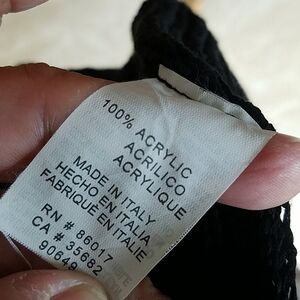 100% ACRYLIC
ACRILICO
ACRYLIQUE
MADE IN ITALY
HECHO EN ITALIA
FABRIQUE EN ITALIE
RN # 86017
CA # 35682
90649